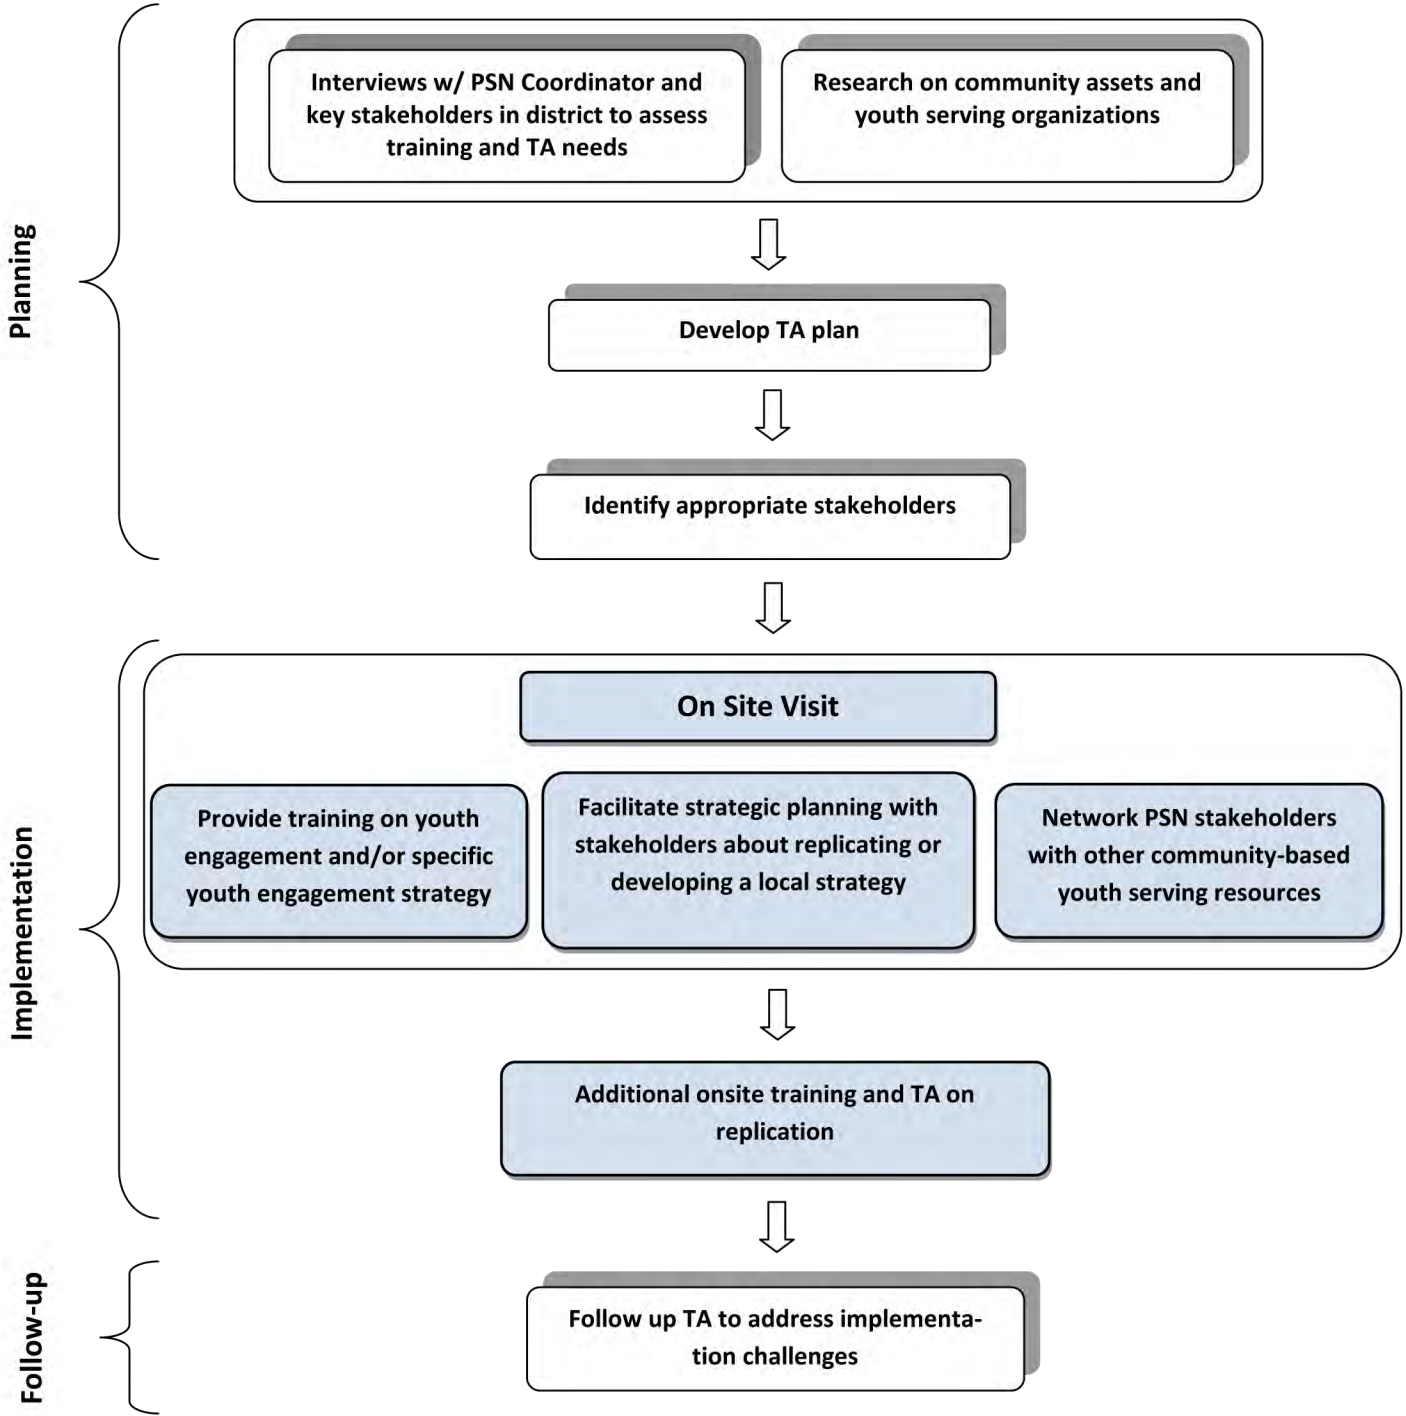 Planning
Interviews w/ PSN Coordinator and
key stakeholders in district to assess
training and TA needs
Research on community assets and
youth serving organizations
Develop TA plan
Identify appropriate stakeholders
Implementation
On Site Visit
Provide training on youth
engagement and/or specific
youth engagement strategy
Facilitate strategic planning with
stakeholders about replicating or
developing a local strategy
Network PSN stakeholders
with other community-based
youth serving resources
Additional onsite training and TA on
replication
Follow-up
Follow up TA to address implementa-
tion challenges